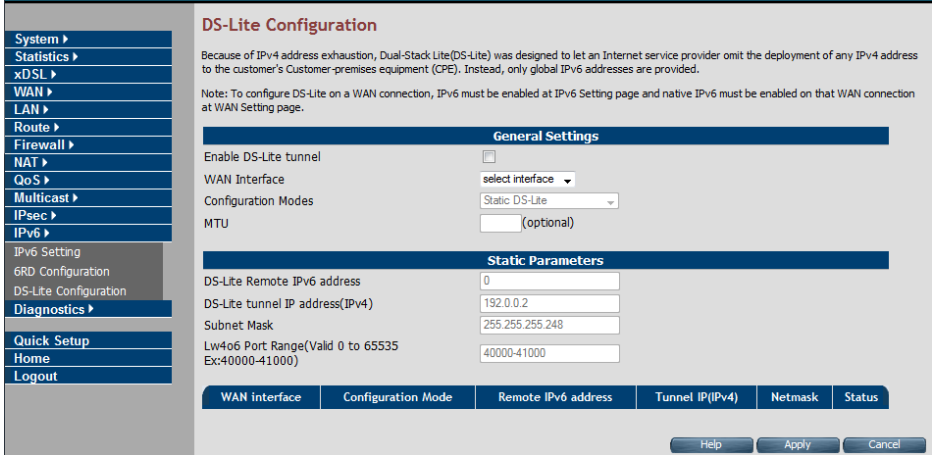 System
Statistics
xDSL
WAN
LAN
Route
Firewall
NAT
QoS
Multicast
IPsec
IPv6
IPv6 Setting
6RD Configuration
DS-Lite Configuration
Diagnostics
Quick Setup
Home
Logout
DS-Lite Configuration
Because of IPv4 address exhaustion, Dual-Stack Lite(DS-Lite) was designed to let an Internet service provider omit the deployment of any IPv4 address
to the customer's Customer-premises equipment (CPE). Instead, only global IPv6 addresses are provided.
Note: To configure DS-Lite on a WAN connection, IPv6 must be enabled at IPv6 Setting page and native IPv6 must be enabled on that WAN connection
at WAN Setting page.
General Settings
Enable DS-Lite tunnel
WAN Interface select interface
Configuration Modes Static DS-Lite
MTU (optional)
Static Parameters
DS-Lite Remote IPv6 address 0
DS-Lite tunnel IP address(IPv4) 192.0.0.2
Subnet Mask 255.255.255.248
Lw4o6 Port Range(Valid 0 to 65535
Ex:40000-41000) 40000-41000
WAN interface Configuration Mode Remote IPv6 address Tunnel IP(IPv4) Netmask Status
Help Apply Cancel